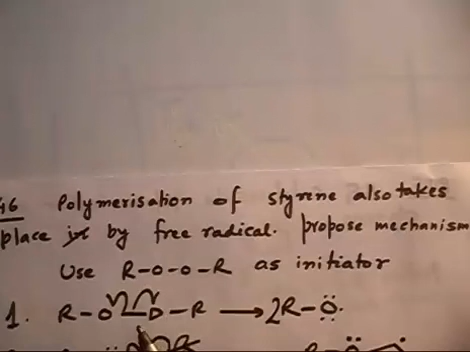 46 Polymerisation of styrene also takes
place by free radical. propose mechanism
Use R-O-O-R as initiator
1. R-O-O-R → 2R-Ö·